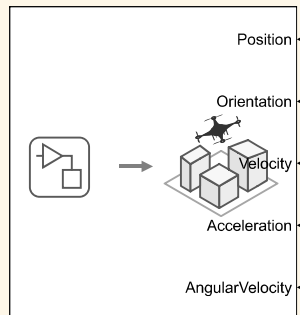 Position
Orientation
Velocity
Acceleration
AngularVelocity